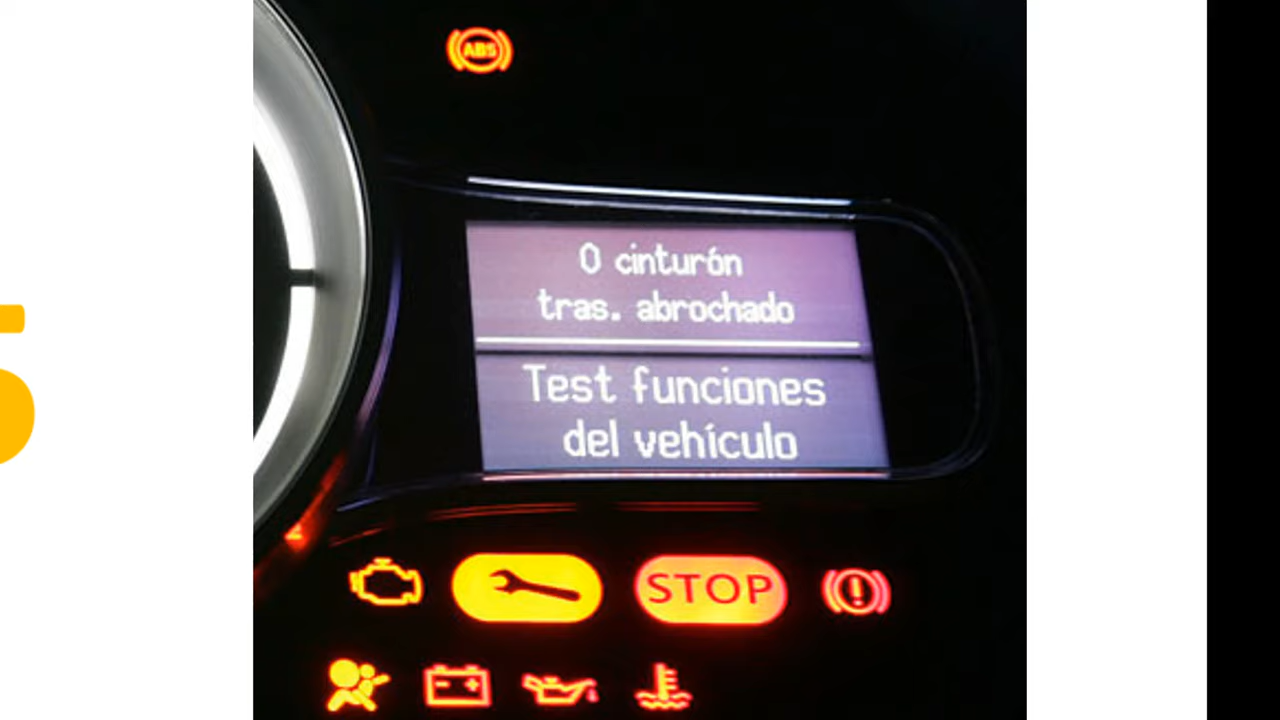 ABS
0 cinturón
tras. abrochado
Test funciones
del vehículo
STOP